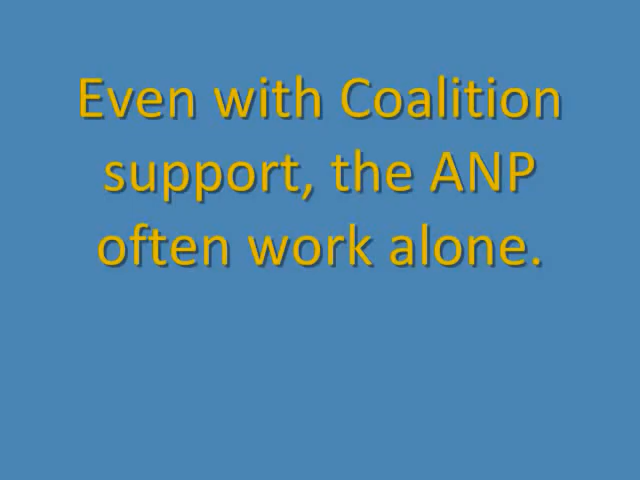 Even with Coalition
support, the ANP
often work alone.